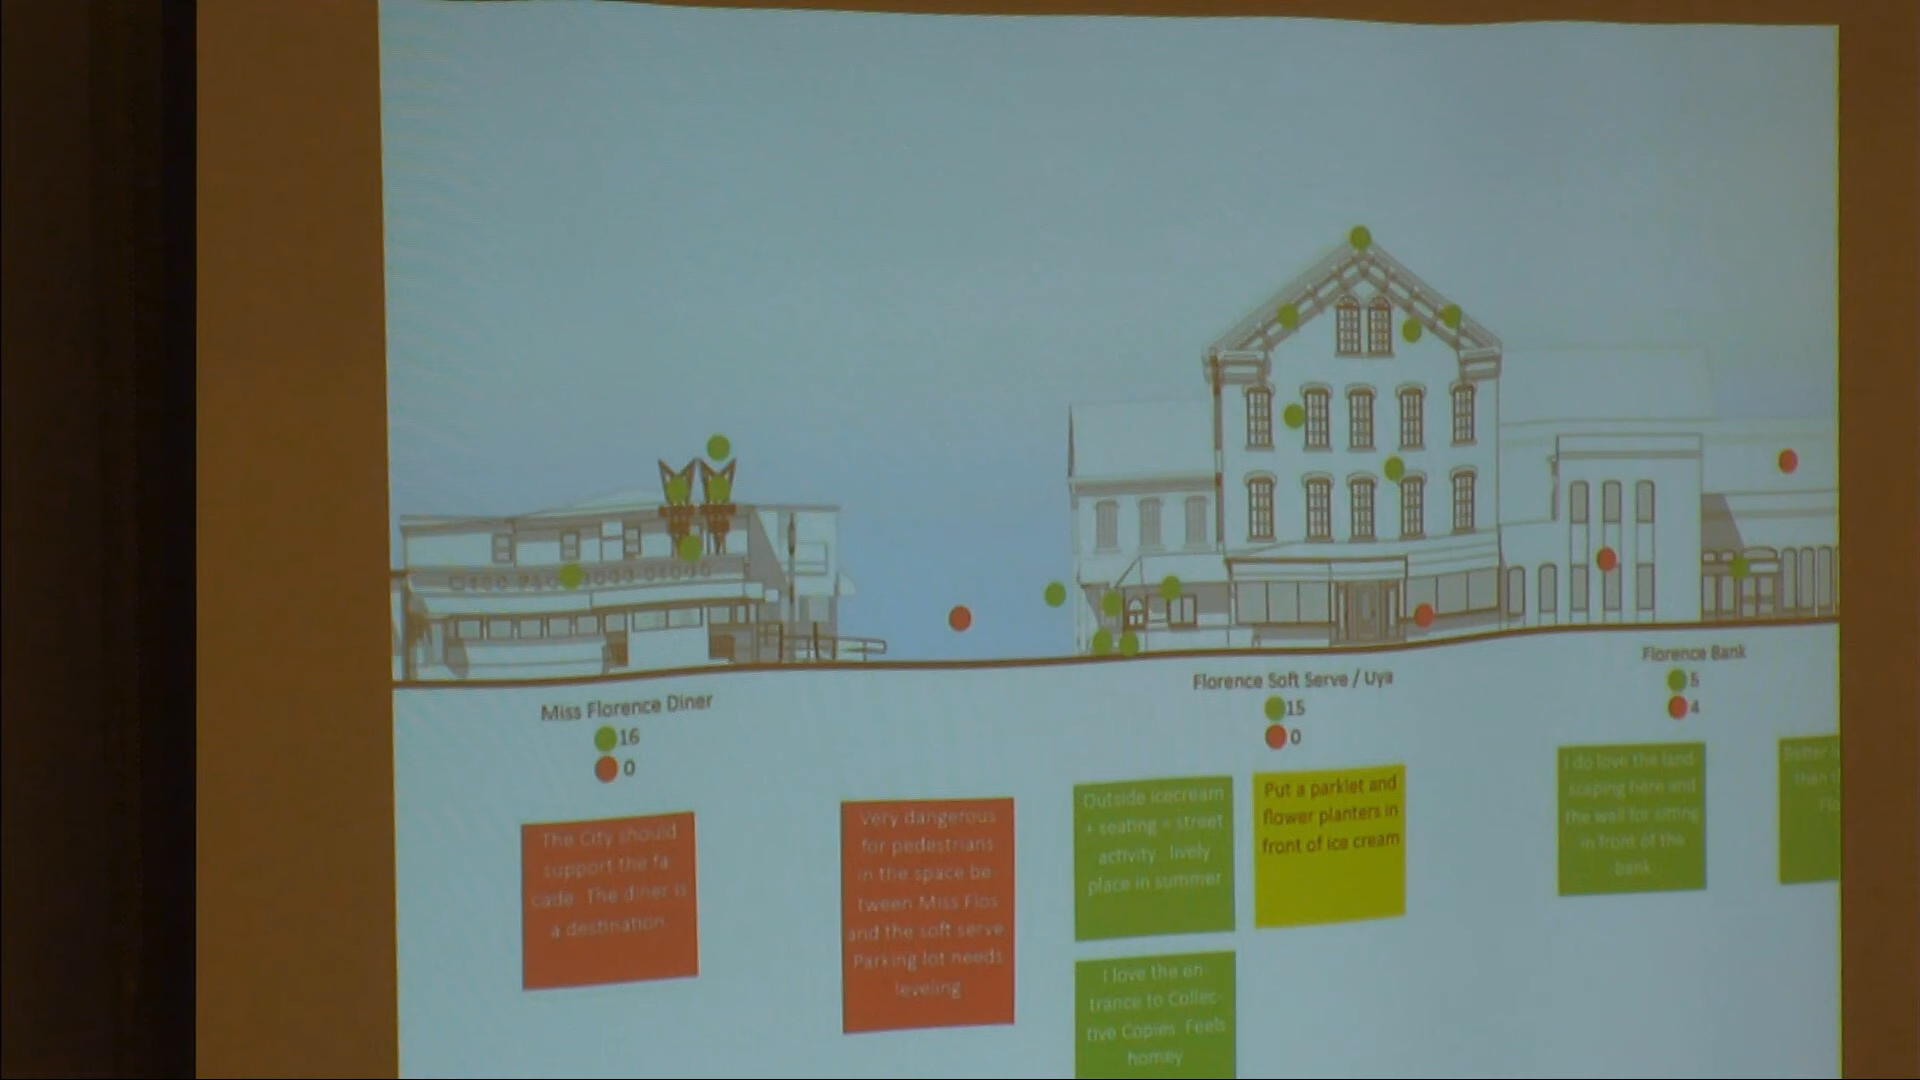 Miss Florence Diner
16
0
Florence Soft Serve / Uya
15
0
Florence Bank
5
4
The City should
support the fa
cade. The diner is
a destination.
Very dangerous
for pedestrians
in the space be-
tween Miss Flos
and the soft serve.
Parking lot needs
leveling
Outside icecream
+ seating = street
activity. lively
place in summer
Put a parklet and
flower planters in
front of ice cream
I love the en-
trance to Collec-
tive Copies. Feels
homey
I do love the land-
scaping here and
the wall for sitting
in front of the
bank.